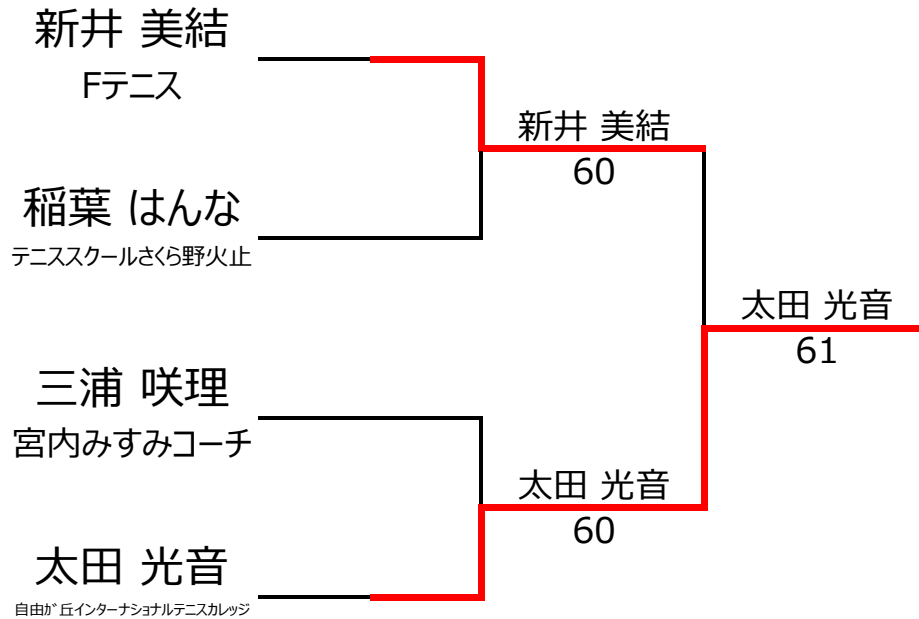 新井 美結
Fテニス
新井 美結
60
稲葉 はんな
テニススクールさくら野火止
太田 光音
61
三浦 咲理
宮内みすみコーチ
太田 光音
60
太田 光音
自由が丘インターナショナルテニスカレッジ